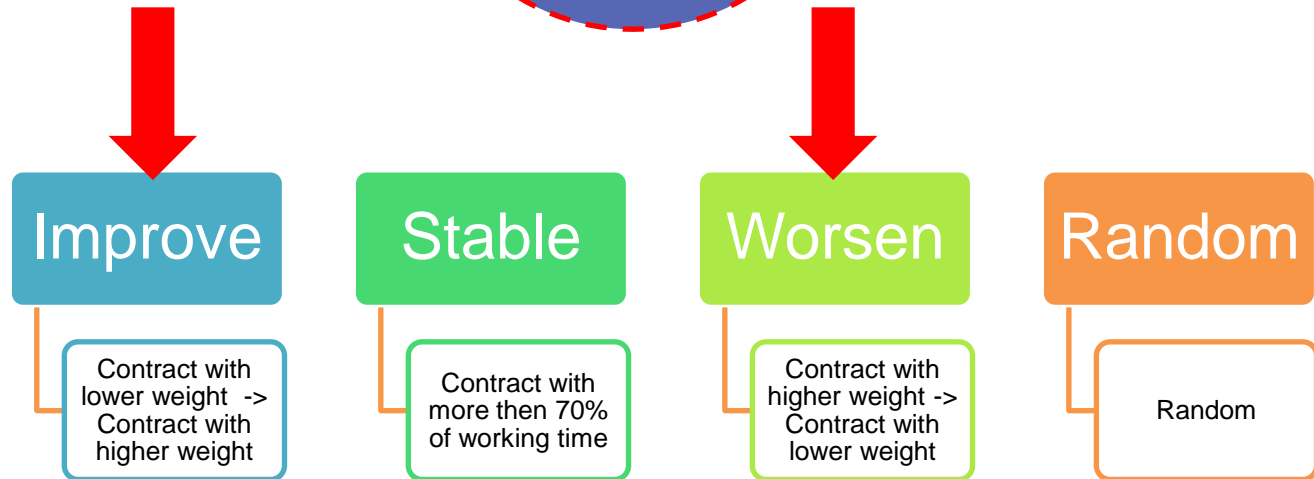 Improve
Stable
Worsen
Random
Contract with
lower weight ->
Contract with
higher weight
Contract with
more then 70%
of working time
Contract with
higher weight ->
Contract with
lower weight
Random